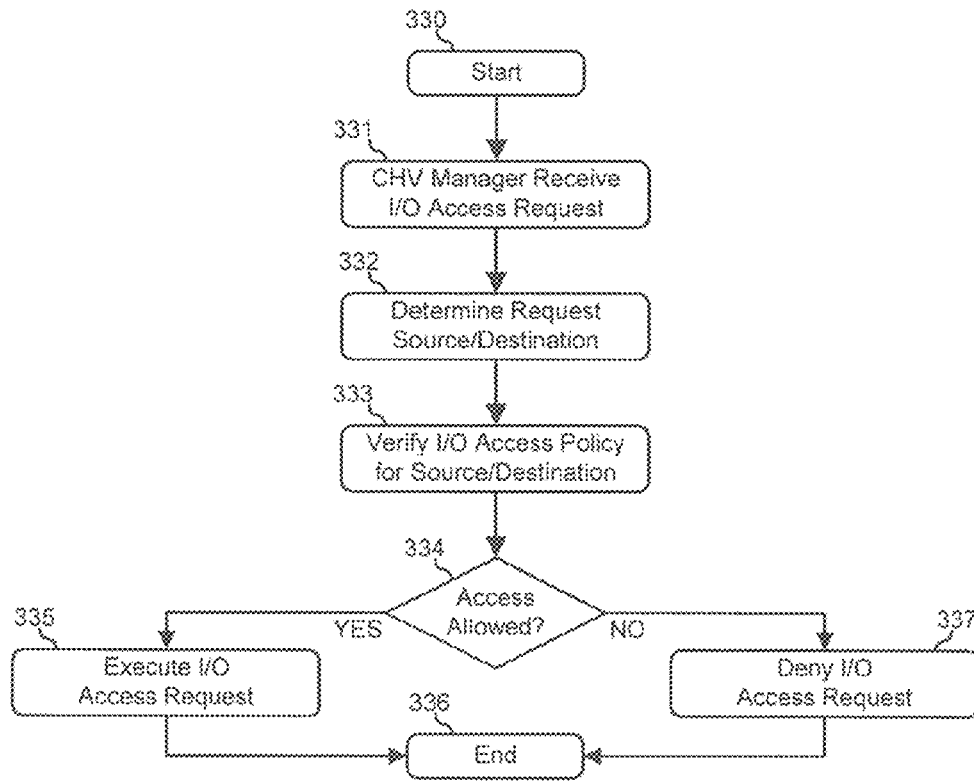 330
Start
331
CHV Manager Receive
I/O Access Request
332
Determine Request
Source/Destination
333
Verify I/O Access Policy
for Source/Destination
334
Access
Allowed?
YES
NO
335
Execute I/O
Access Request
337
Deny I/O
Access Request
336
End